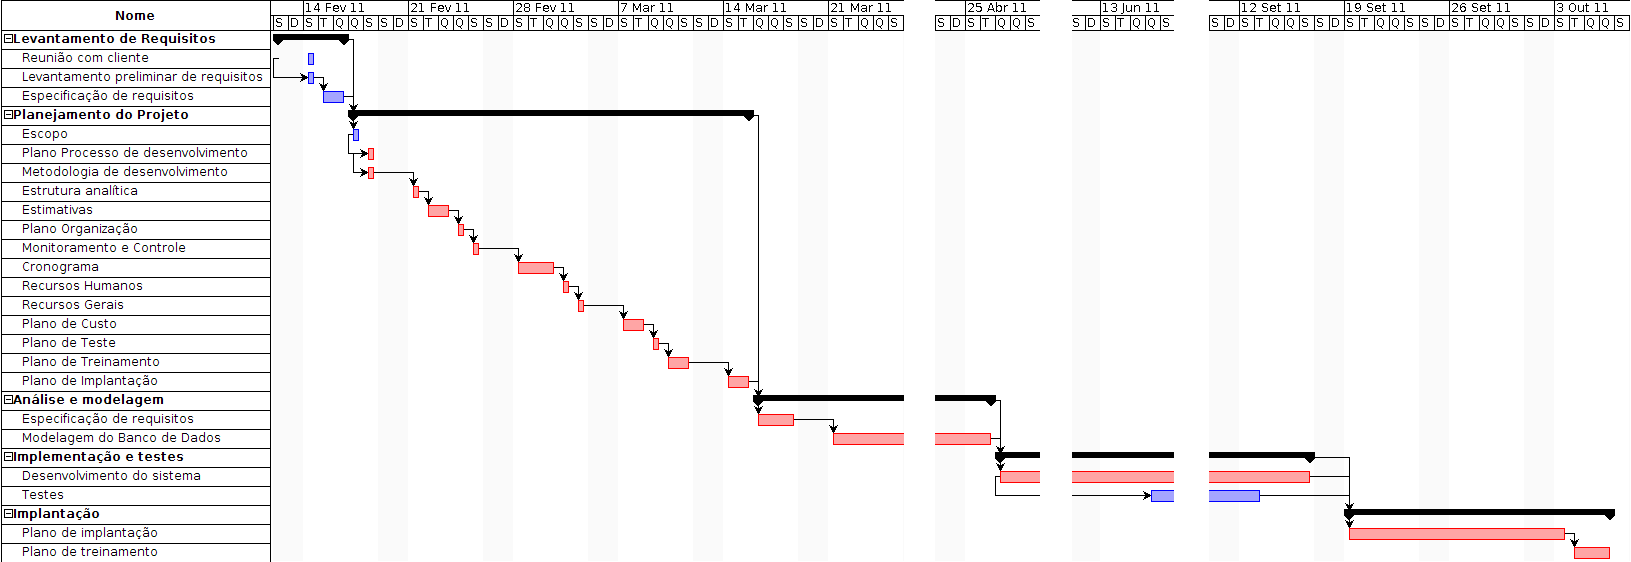 Nome
14 Fev 11 21 Fev 11 28 Fev 11 7 Mar 11 14 Mar 11 21 Mar 11 25 Abr 11 13 Jun 11 12 Set 11 19 Set 11 26 Set 11 3 Out 11
S D S T Q Q S S D S T Q Q S S D S T Q Q S S D S T Q Q S S D S T Q Q S S D S T Q Q S S D S T Q Q S S D S T Q Q S S D S T Q Q S S D S T Q Q S S D S T Q Q S S D S T Q Q S
Levantamento de Requisitos
Reunião com cliente
Levantamento preliminar de requisitos
Especificação de requisitos
Planejamento do Projeto
Escopo
Plano Processo de desenvolvimento
Metodologia de desenvolvimento
Estrutura analítica
Estimativas
Plano Organização
Monitoramento e Controle
Cronograma
Recursos Humanos
Recursos Gerais
Plano de Custo
Plano de Teste
Plano de Treinamento
Plano de Implantação
Análise e modelagem
Especificação de requisitos
Modelagem do Banco de Dados
Implementação e testes
Desenvolvimento do sistema
Testes
Implantação
Plano de implantação
Plano de treinamento